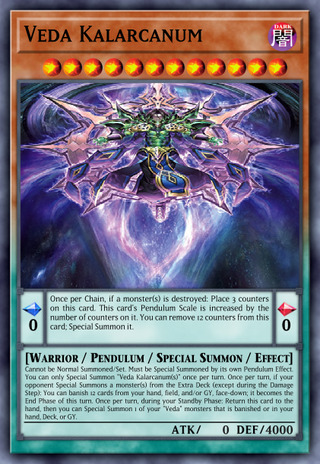 Veda Kalarcanum
DARK
闇
Once per Chain, if a monster(s) is destroyed: Place 3 counters
on this card. This card's Pendulum Scale is increased by the
number of counters on it. You can remove 12 counters from this
card; Special Summon it.
0
0
[Warrior / Pendulum / Special Summon / Effect]
Cannot be Normal Summoned/Set. Must be Special Summoned by its own Pendulum Effect.
You can only Special Summon "Veda Kalarcanum(s)" once per turn. Once per turn, if your
opponent Special Summons a monster(s) from the Extra Deck (except during the Damage
Step): You can banish 12 cards from your hand, field, and/or GY, face-down; it becomes the
End Phase of this turn. Once per turn, during your Standby Phase: Return this card to the
hand, then you can Special Summon 1 of your "Veda" monsters that is banished or in your
hand, Deck, or GY.
ATK/ 0 DEF/4000